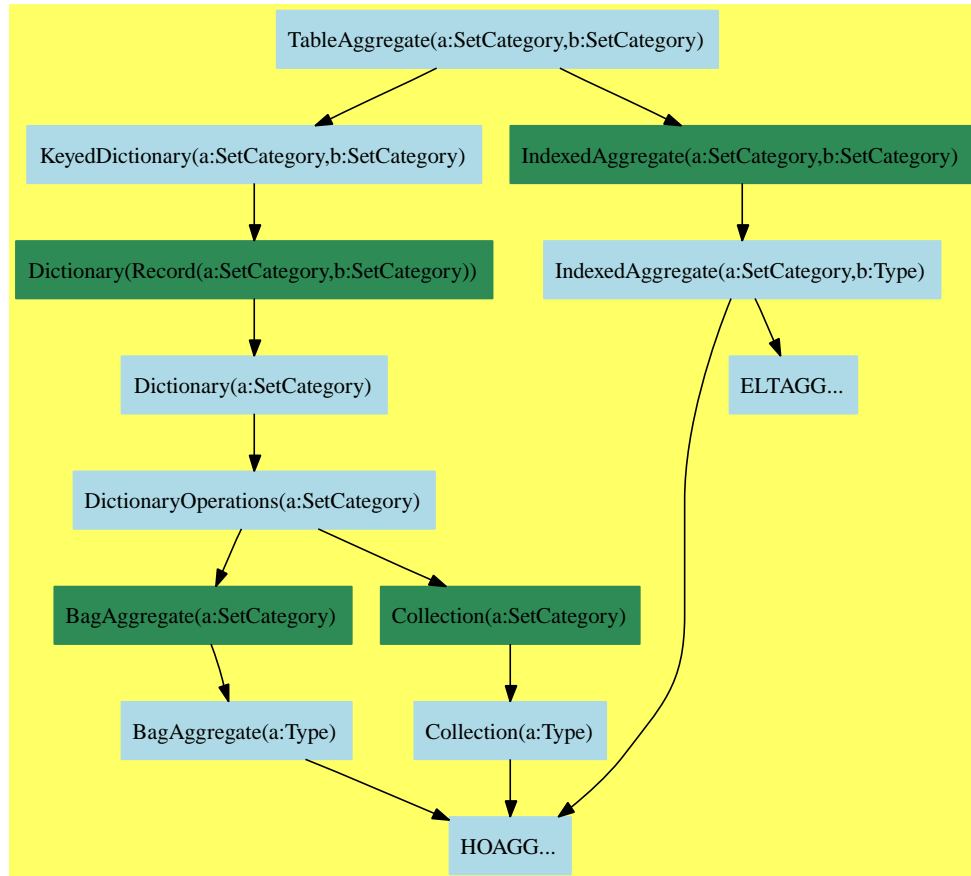 TableAggregate(a:SetCategory,b:SetCategory)
KeyedDictionary(a:SetCategory,b:SetCategory)
IndexedAggregate(a:SetCategory,b:SetCategory)
Dictionary(Record(a:SetCategory,b:SetCategory))
IndexedAggregate(a:SetCategory,b:Type)
Dictionary(a:SetCategory)
ELTAGG...
DictionaryOperations(a:SetCategory)
BagAggregate(a:SetCategory)
Collection(a:SetCategory)
BagAggregate(a:Type)
Collection(a:Type)
HOAGG...